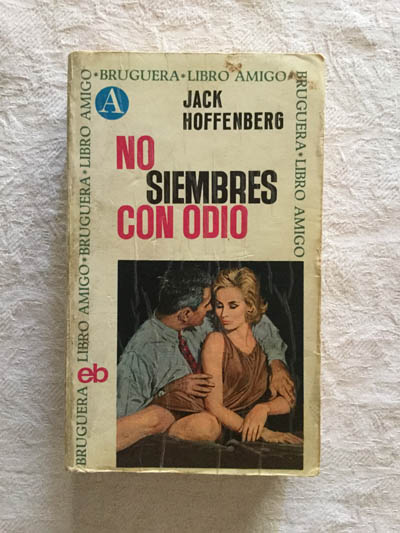 BRUGUERA • LIBRO AMIGO • BRUGUERA • LIBRO AMIGO • BRUGUERA • LIBRO AMIGO •
BRUGUERA • LIBRO AMIGO
A
JACK
HOFFENBERG
NO
SIEMBRES
CON ODIO
eb